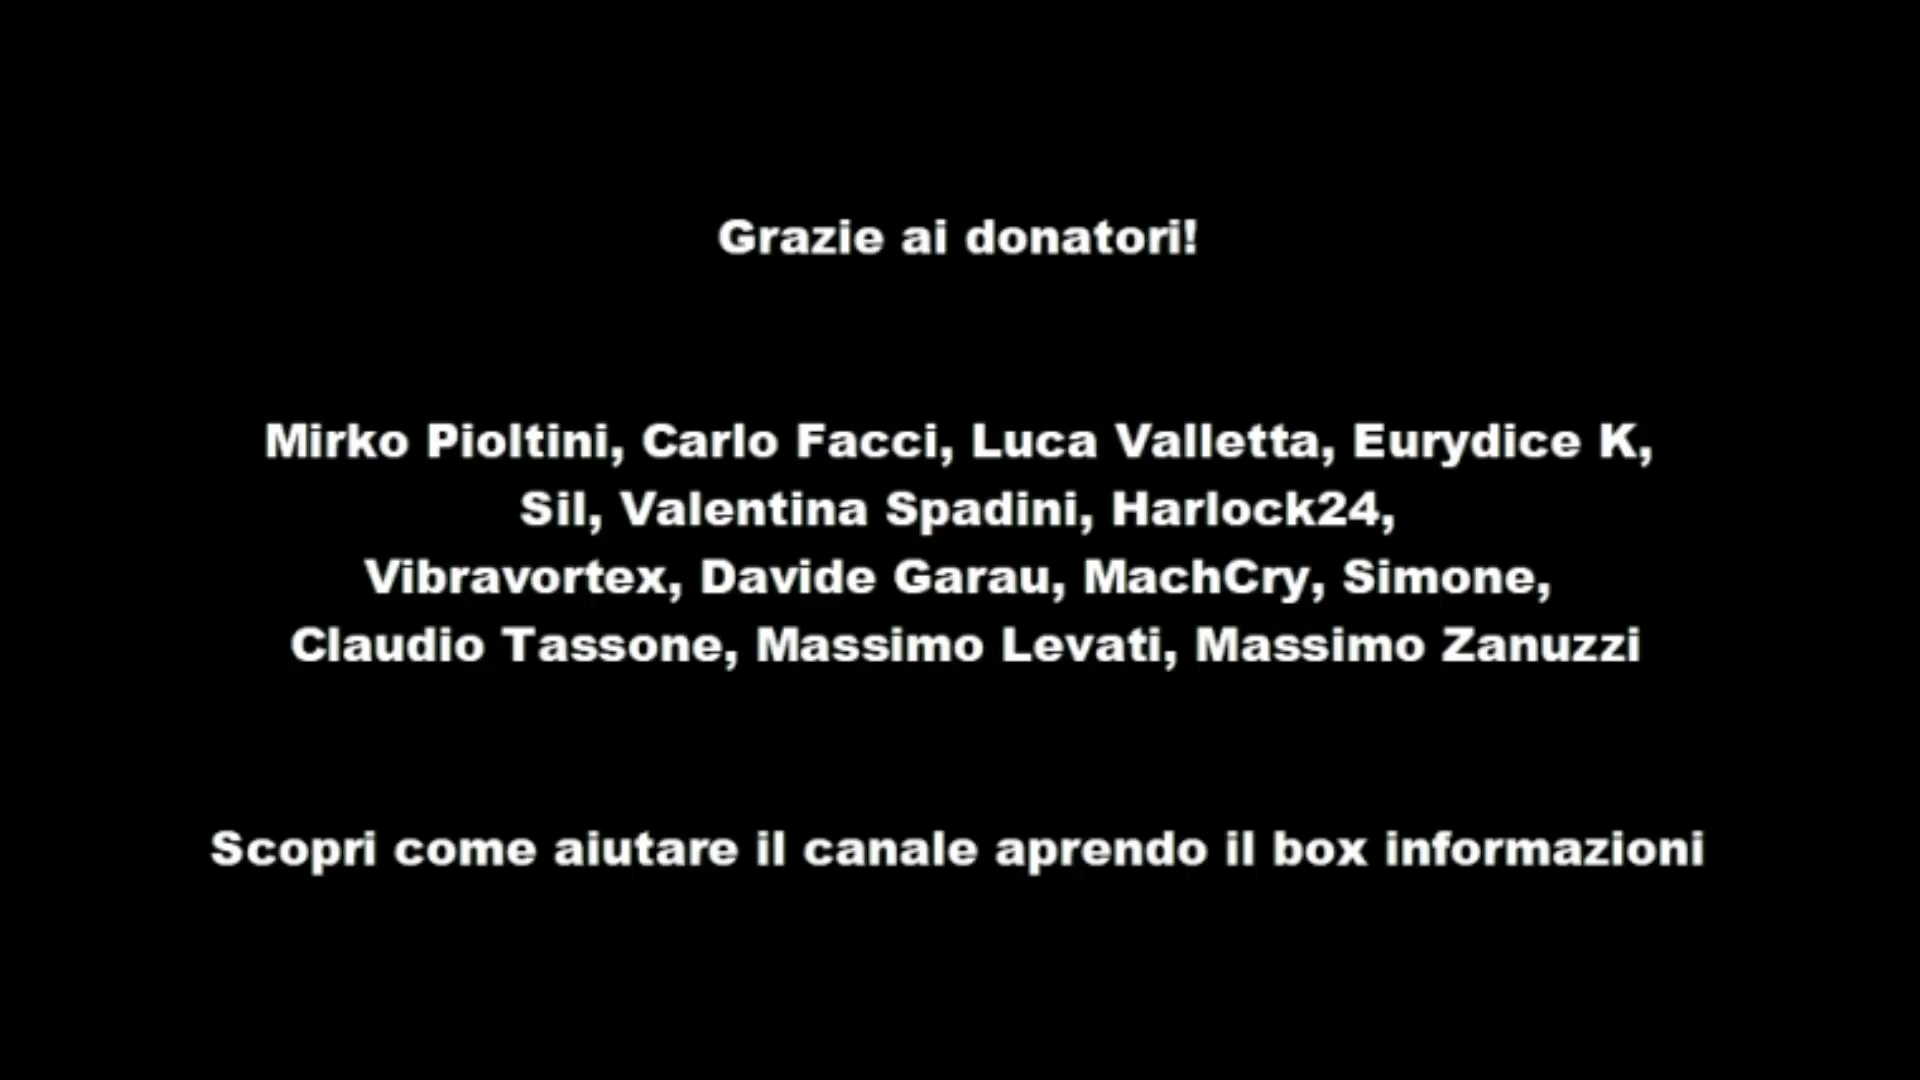 Grazie ai donatori!
Mirko Pioltini, Carlo Facci, Luca Valletta, Eurydice K,
Sil, Valentina Spadini, Harlock24,
Vibravortex, Davide Garau, MachCry, Simone,
Claudio Tassone, Massimo Levati, Massimo Zanuzzi
Scopri come aiutare il canale aprendo il box informazioni